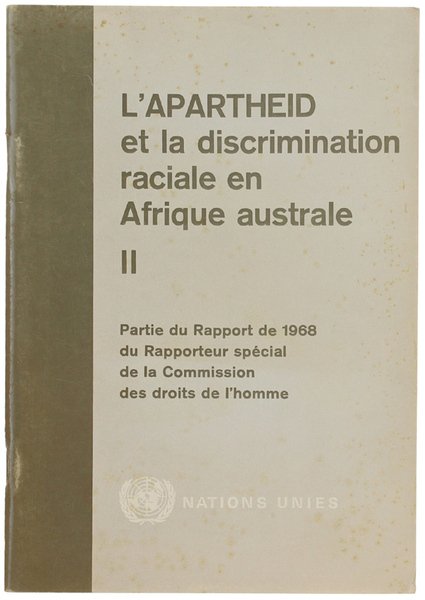 L'APARTHEID
et la discrimination
raciale en
Afrique australe
II
Partie du Rapport de 1968
du Rapporteur spécial
de la Commission
des droits de l'homme
NATIONS UNIES